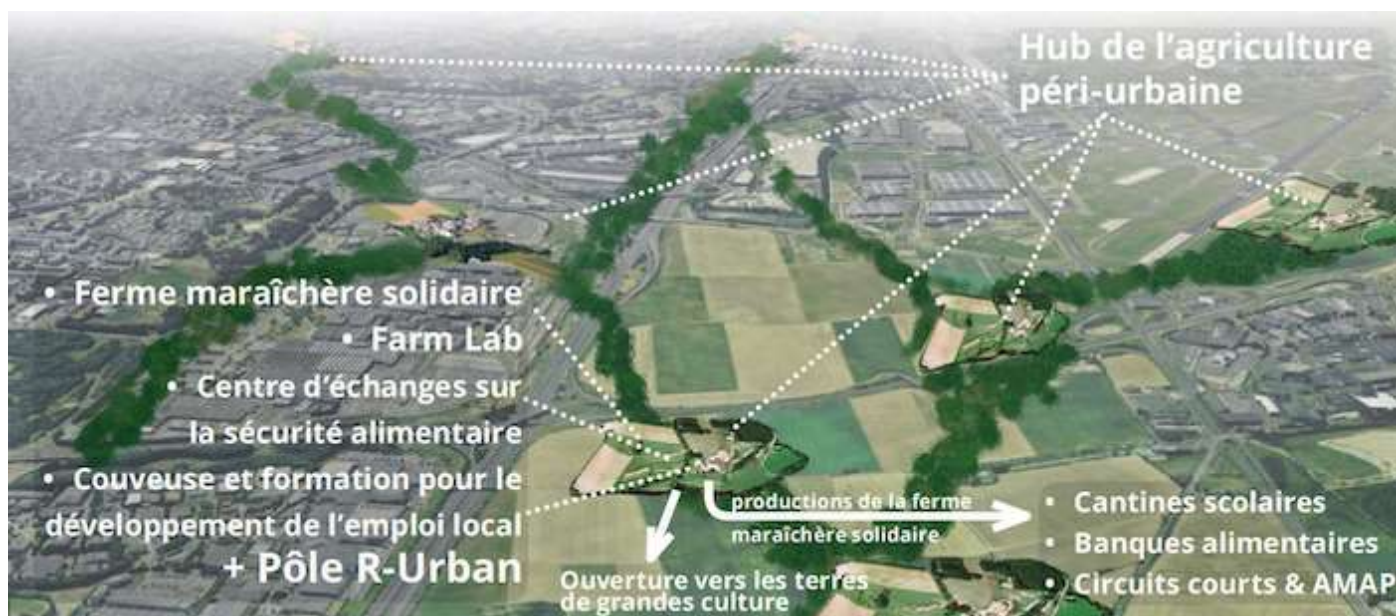 Hub de l'agriculture
péri-urbaine
• Ferme maraîchère solidaire
• Farm Lab
• Centre d'échanges sur
la sécurité alimentaire
• Couveuse et formation pour le
développement de l'emploi local
+ Pôle R-Urban
productions de la ferme
maraîchère solidaire
Ouverture vers les terres
de grandes culture
• Cantines scolaires
• Banques alimentaires
• Circuits courts & AMAP